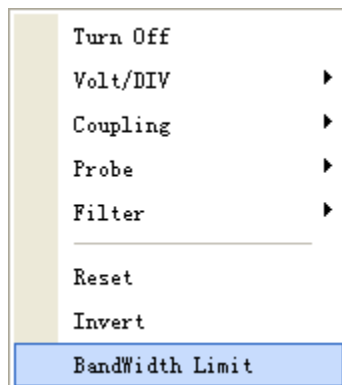 Turn Off
Volt/DIV
Coupling
Probe
Filter
Reset
Invert
BandWidth Limit